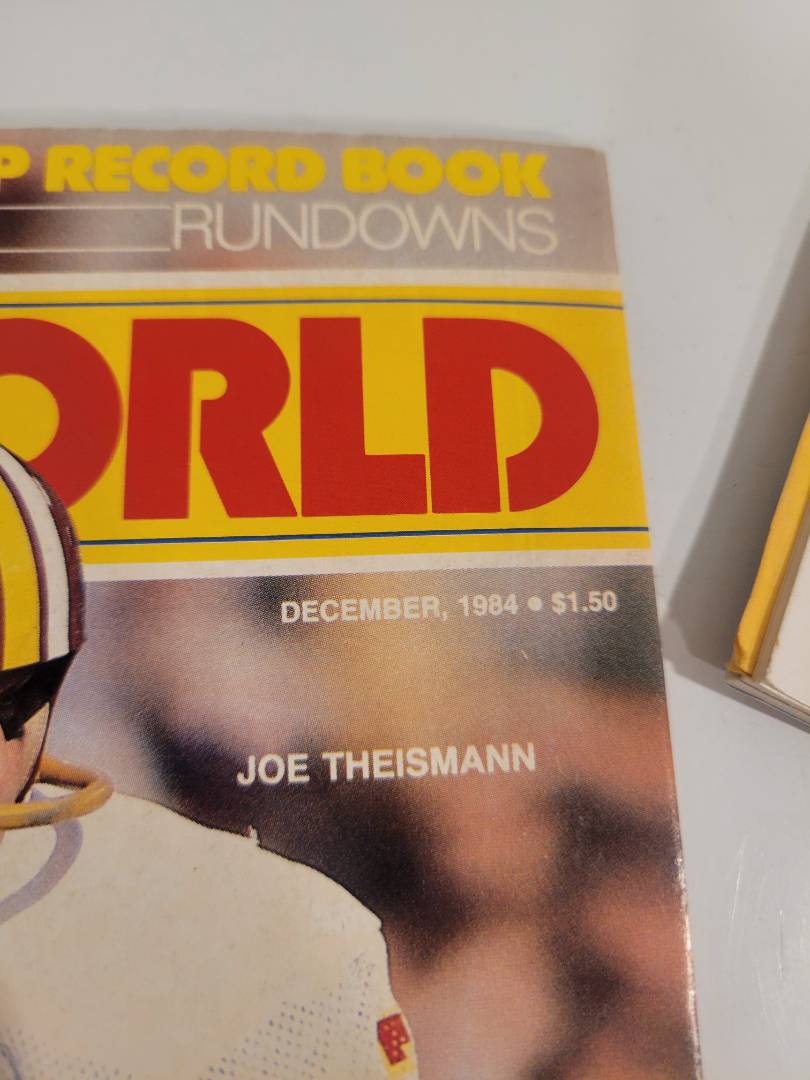 P RECORD BOOK
RUNDOWNS
ORLD
DECEMBER, 1984 • $1.50
JOE THEISMANN